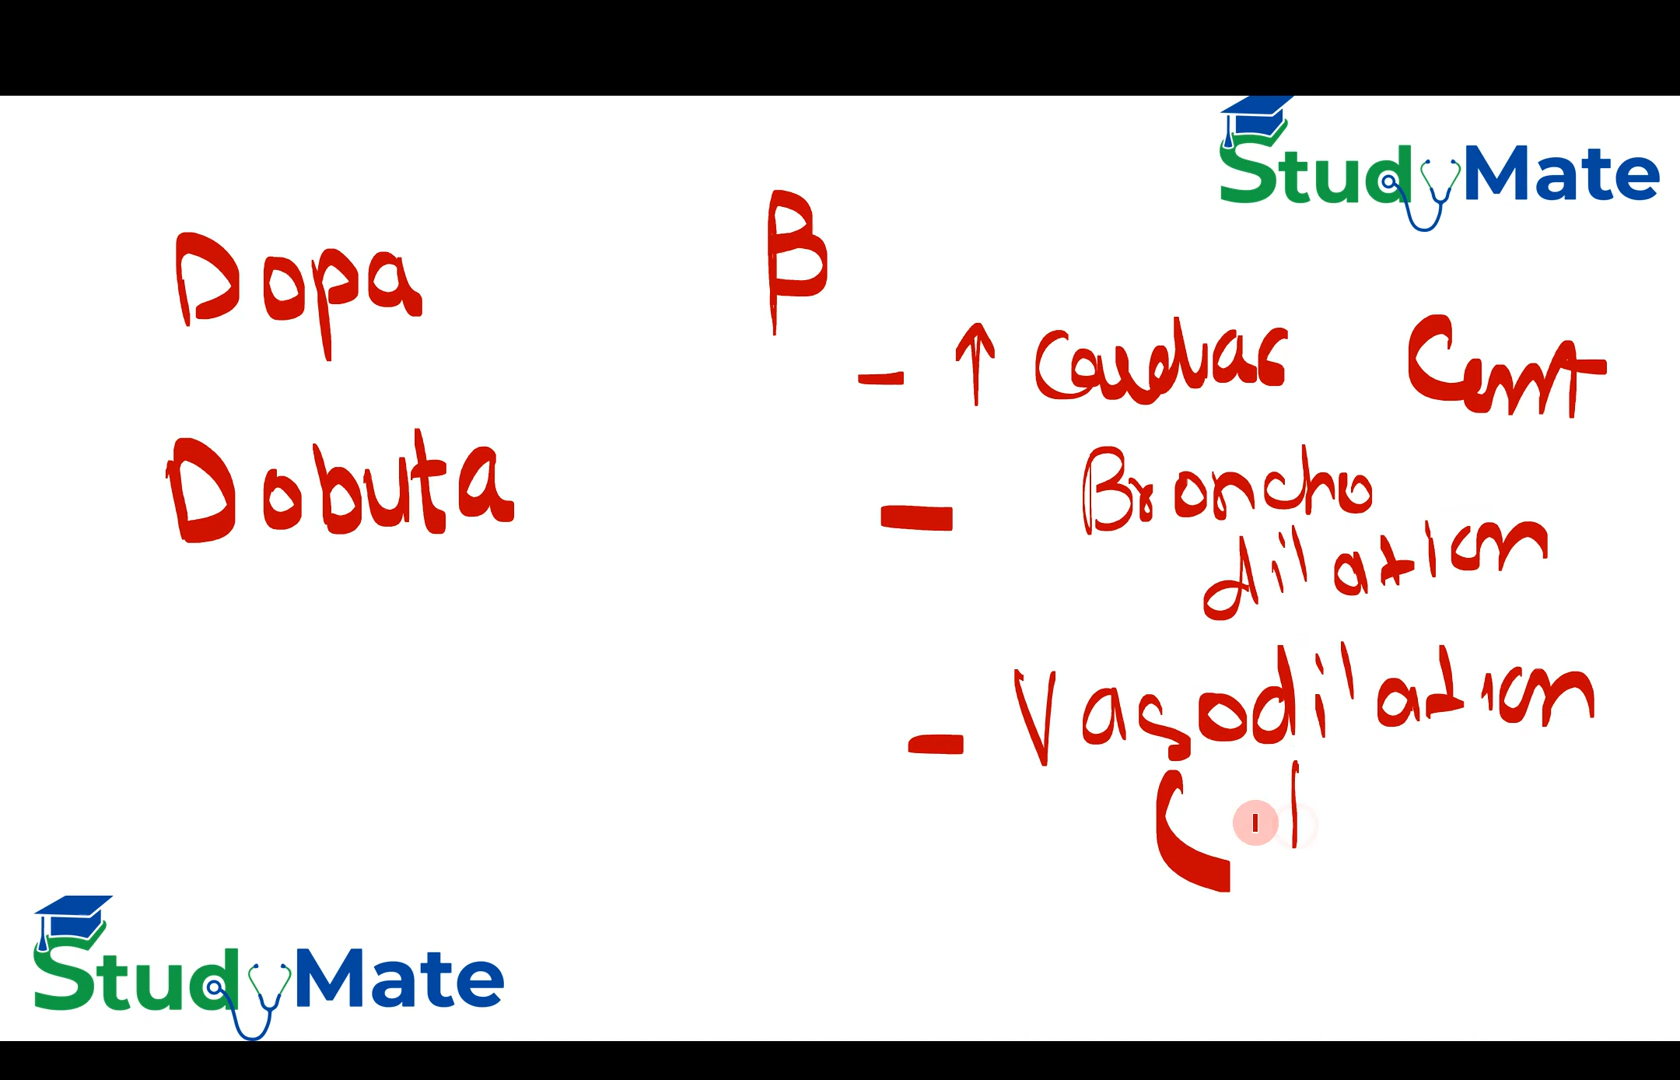 StudyMate
Dopa
β
- ↑ Cardiac Cont
Dobuta
- Broncho
dilation
- Vasodilation
(
StudyMate